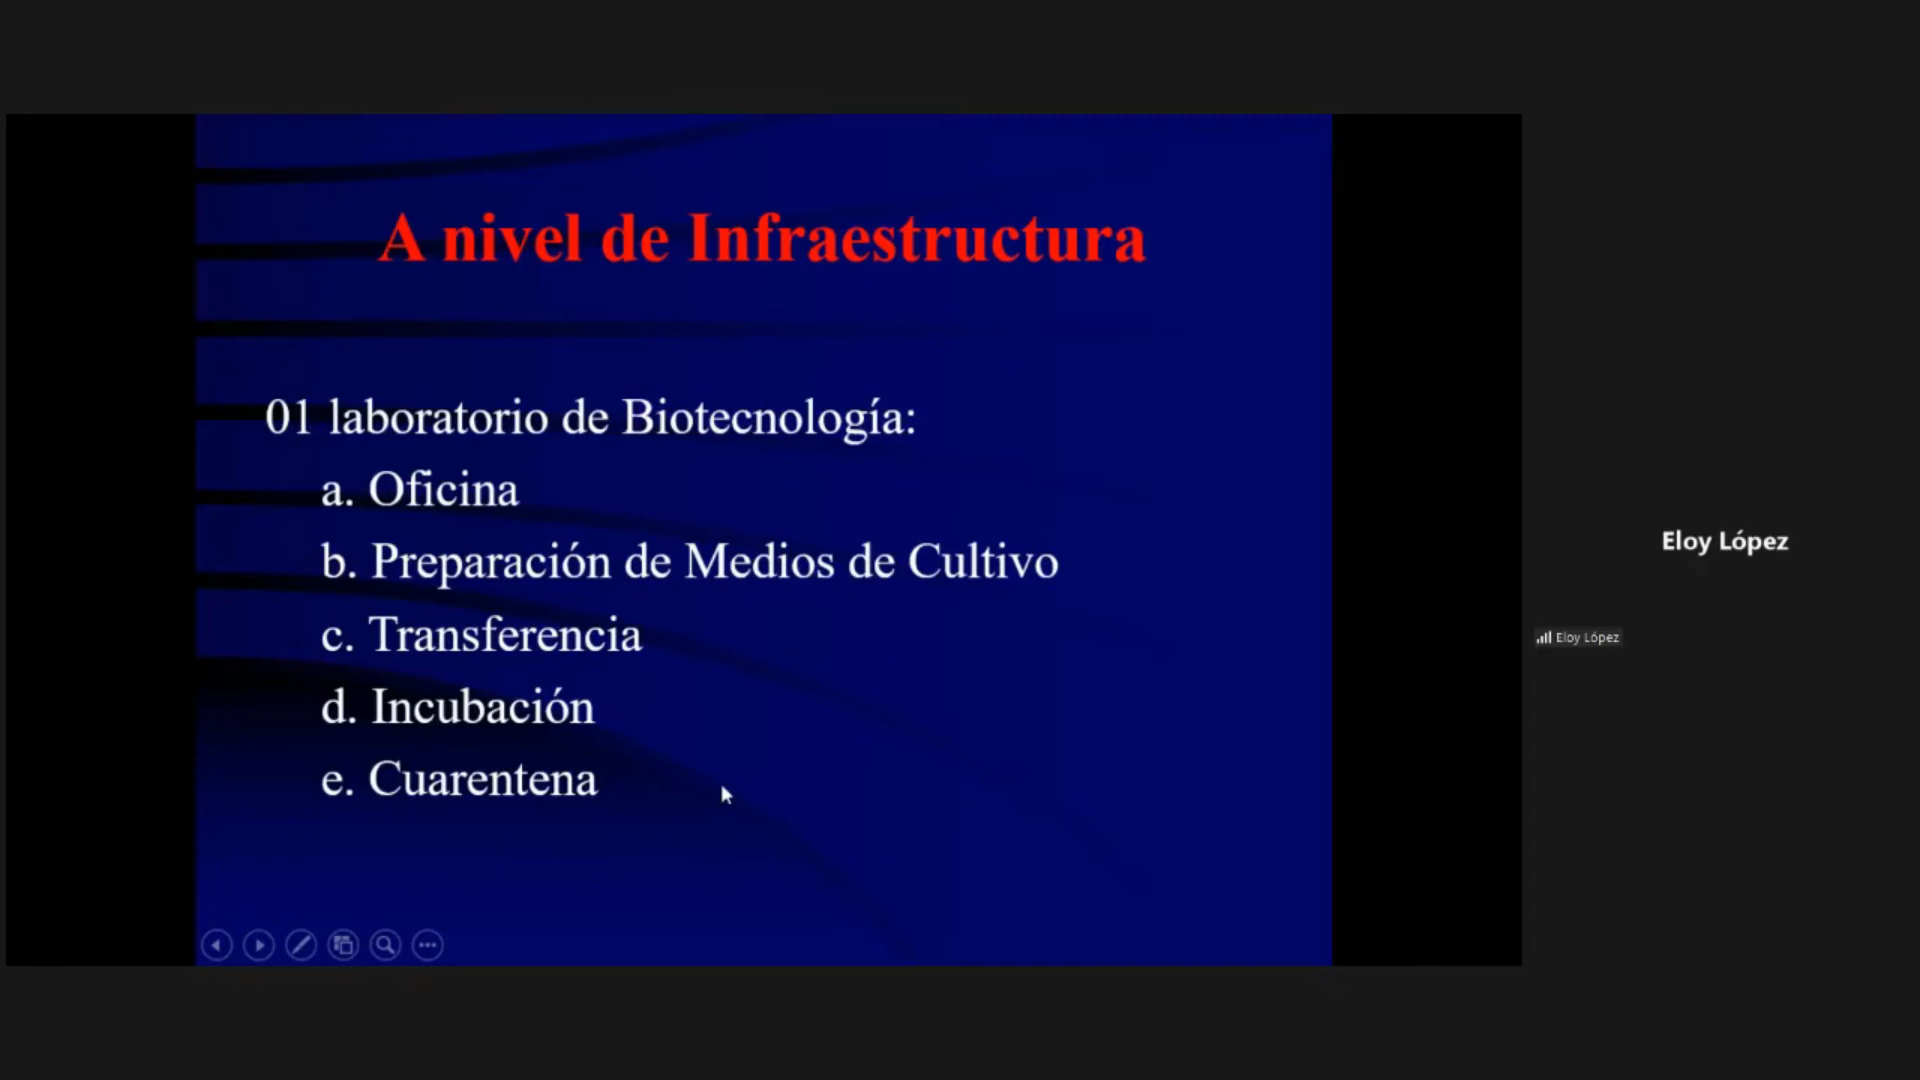 A nivel de Infraestructura
01 laboratorio de Biotecnología:
a. Oficina
b. Preparación de Medios de Cultivo
c. Transferencia
d. Incubación
e. Cuarentena
Eloy López
Eloy López